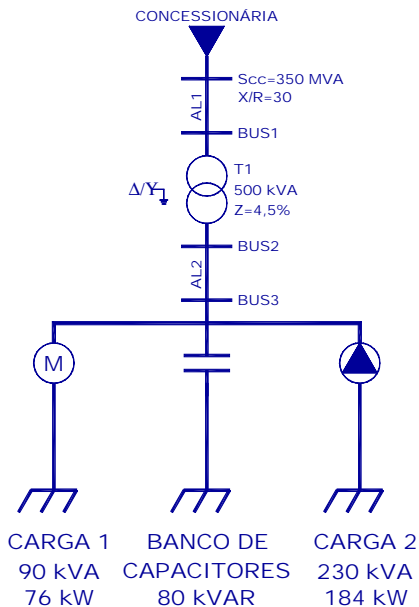 CONCESSIONÁRIA
Scc=350 MVA
X/R=30
AL1
BUS1
T1
500 kVA
Z=4,5%
Δ/Y
BUS2
AL2
BUS3
M
CARGA 1
90 kVA
76 kW
BANCO DE
CAPACITORES
80 kVAR
CARGA 2
230 kVA
184 kW